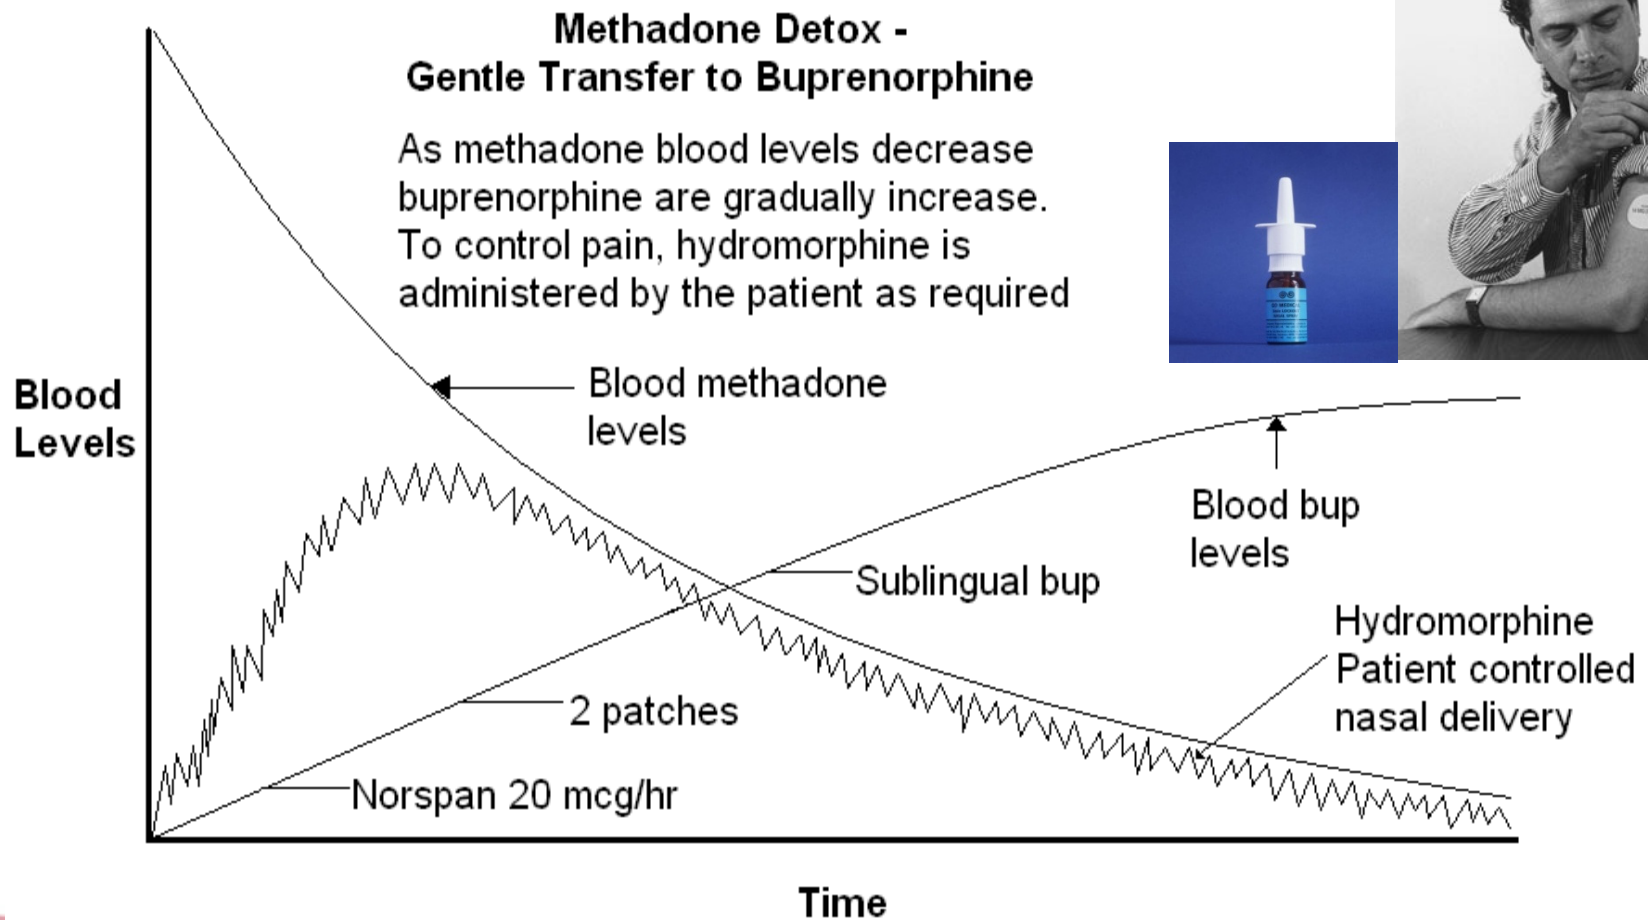 Methadone Detox -
Gentle Transfer to Buprenorphine
As methadone blood levels decrease
buprenorphine are gradually increase.
To control pain, hydromorphine is
administered by the patient as required
Blood methadone
levels
Blood
Levels
Blood bup
levels
Sublingual bup
Hydromorphine
Patient controlled
nasal delivery
2 patches
Norspan 20 mcg/hr
Time